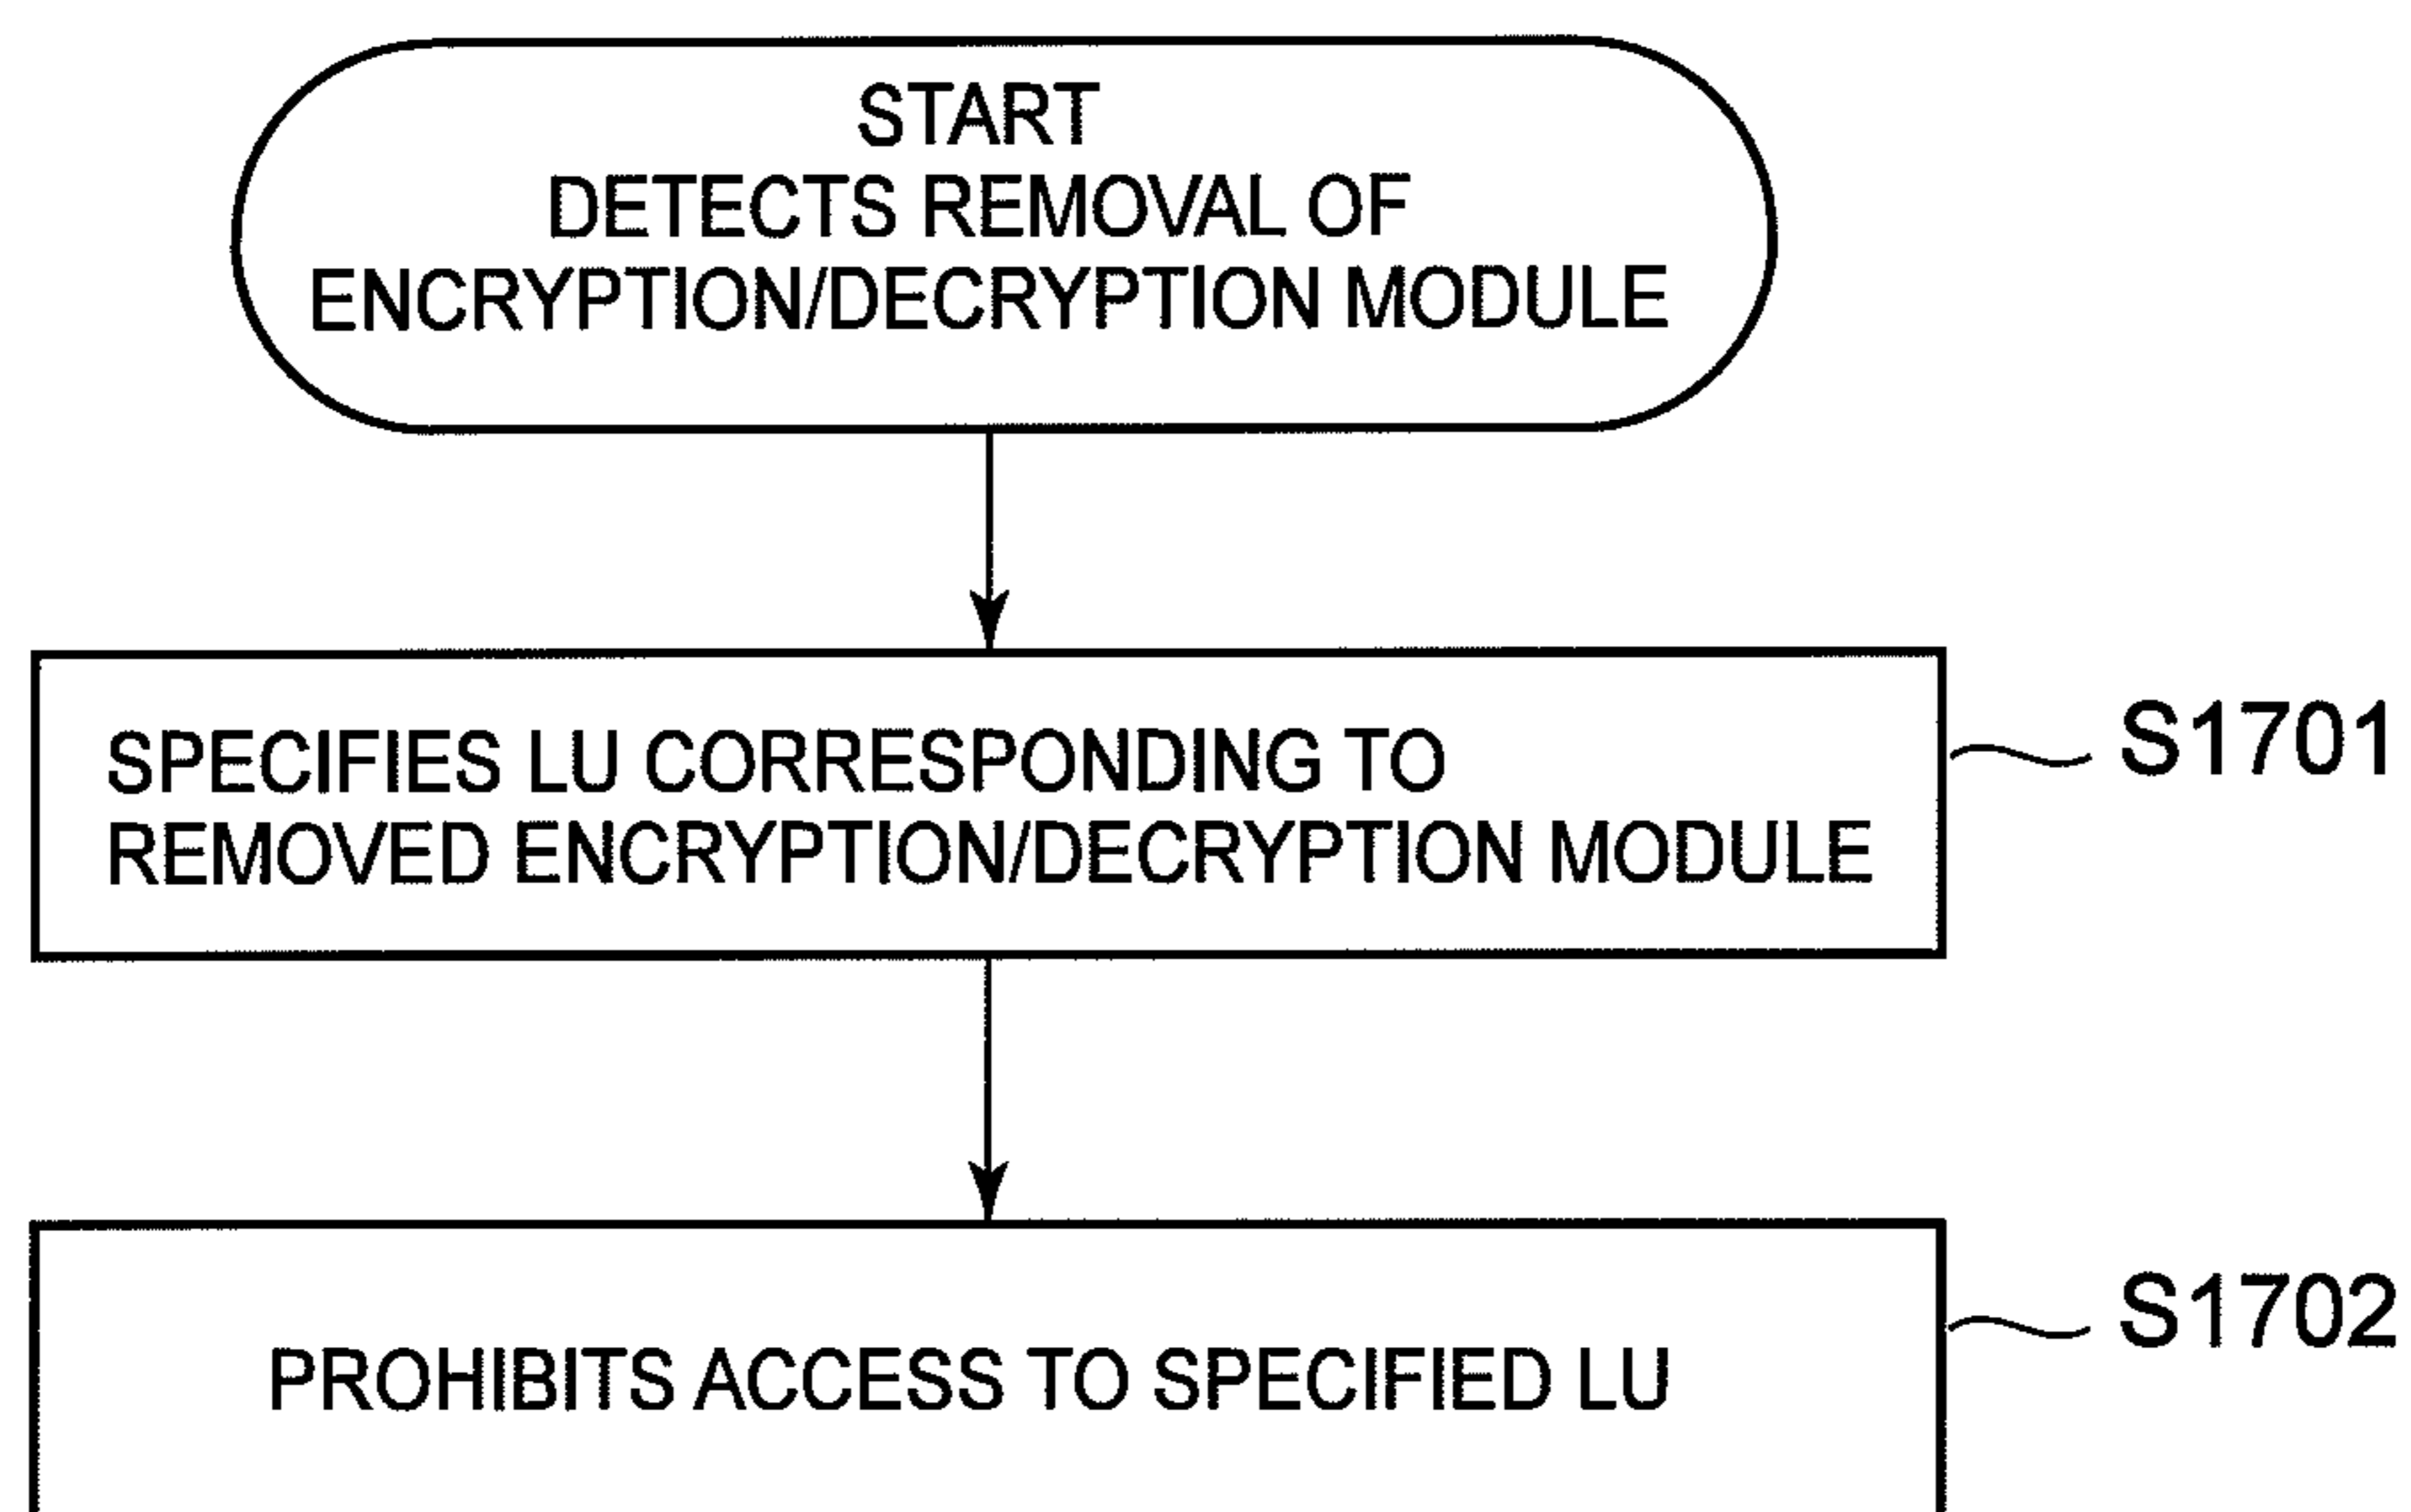 START
DETECTS REMOVAL OF
ENCRYPTION/DECRYPTION MODULE
SPECIFIES LU CORRESPONDING TO
REMOVED ENCRYPTION/DECRYPTION MODULE
S1701
PROHIBITS ACCESS TO SPECIFIED LU
S1702